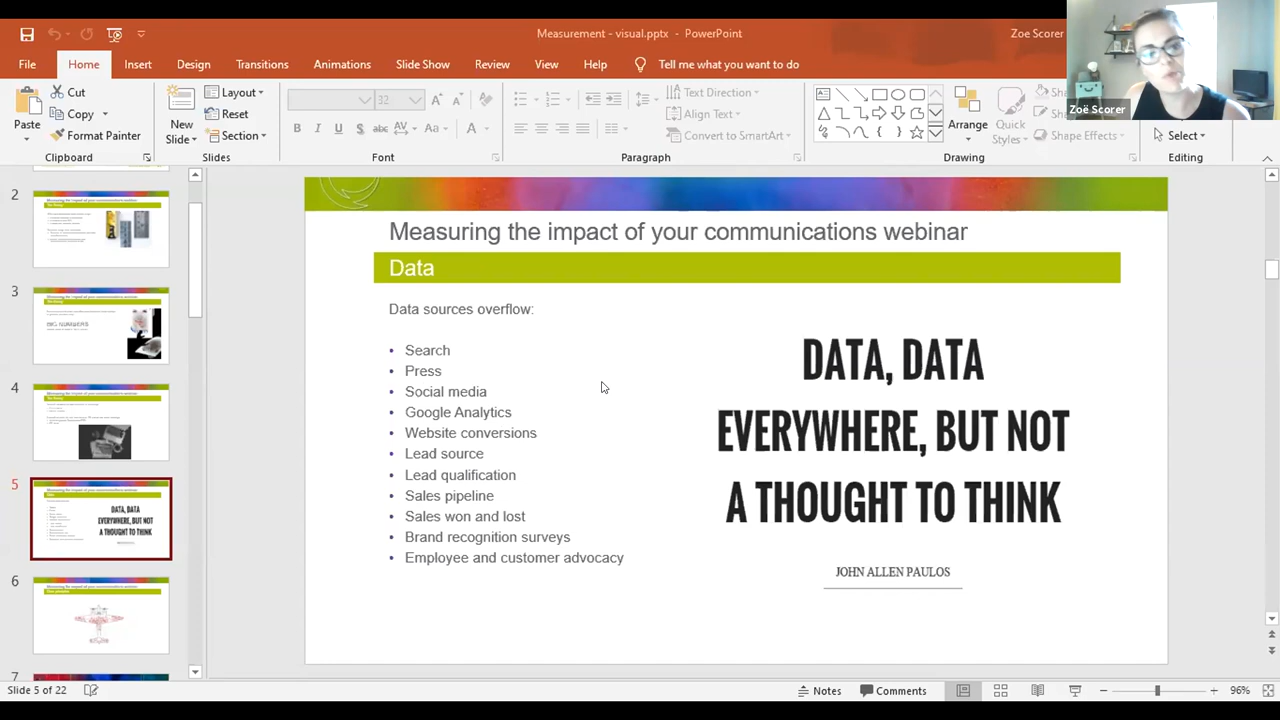 Measurement - visual.pptx - PowerPoint
Zoe Scorer
File Home Insert Design Transitions Animations Slide Show Review View Help Tell me what you want to do
Paste
Cut
Copy
Format Painter
Clipboard
New Slide
Layout
Reset
Section
Slides
32
Font
Text Direction
Align Text
Convert to SmartArt
Paragraph
Arrange
Quick Styles
Shape Effects
Drawing
Select
Editing
Zoë Scorer
2
3
4
5
6
7
Measuring the impact of your communications webinar
Data
Data sources overflow:
• Search
• Press
• Social media
• Google Analytics
• Website conversions
• Lead source
• Lead qualification
• Sales pipeline
• Sales won and lost
• Brand recognition surveys
• Employee and customer advocacy
DATA, DATA
EVERYWHERE, BUT NOT
A THOUGHT TO THINK
JOHN ALLEN PAULOS
Slide 5 of 22
Notes
Comments
96%